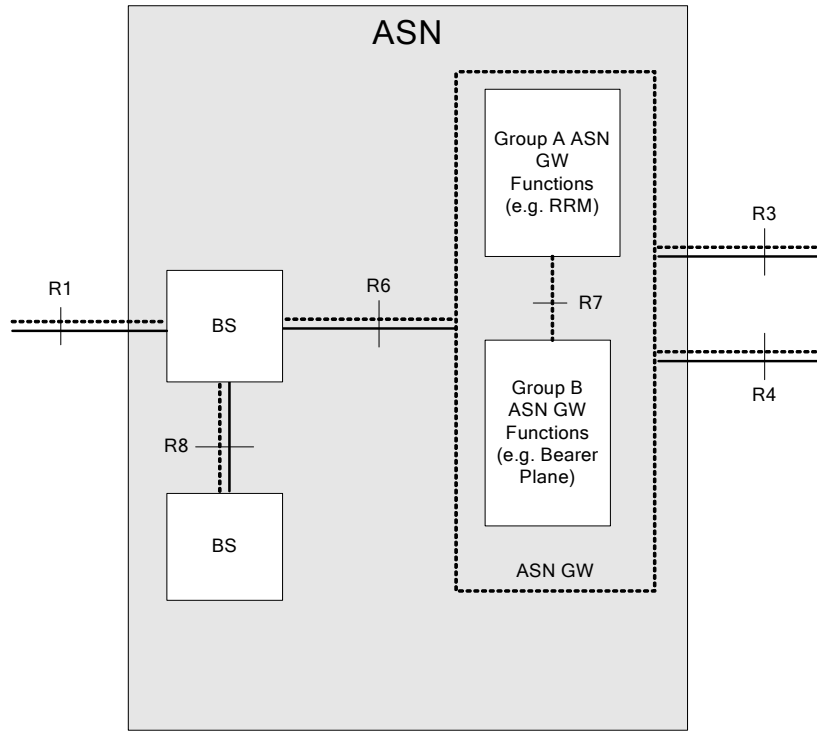 ASN
Group A ASN
GW
Functions
(e.g. RRM)
R3
R1
R6
R7
BS
Group B
ASN GW
Functions
(e.g. Bearer
Plane)
R4
R8
BS
ASN GW